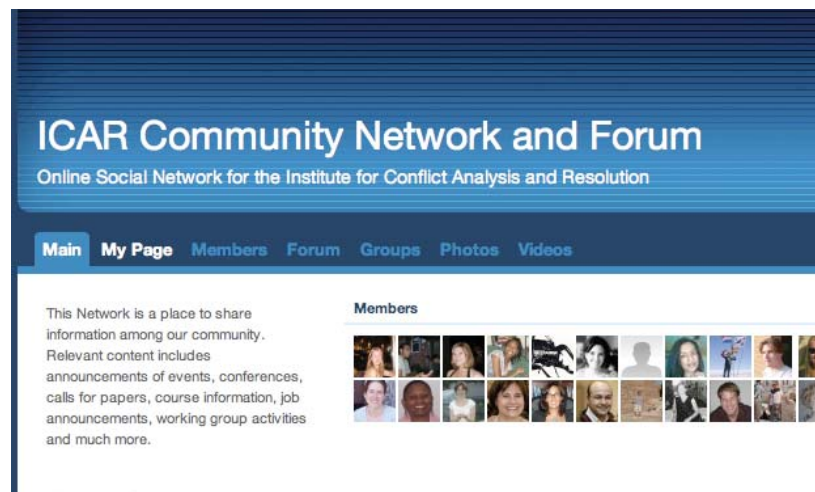 ICAR Community Network and Forum
Online Social Network for the Institute for Conflict Analysis and Resolution
Main My Page Members Forum Groups Photos Videos
This Network is a place to share
information among our community.
Relevant content includes
announcements of events, conferences,
calls for papers, course information, job
announcements, working group activities
and much more.
Members